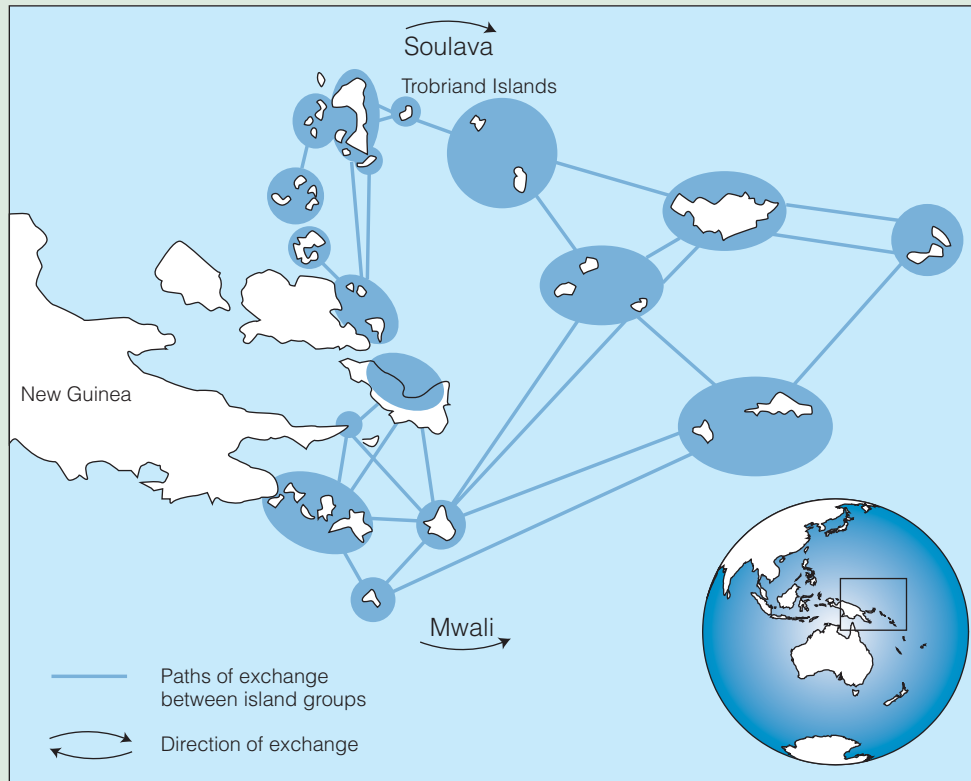 Soulava
Trobriand Islands
New Guinea
Mwali
Paths of exchange
between island groups
Direction of exchange